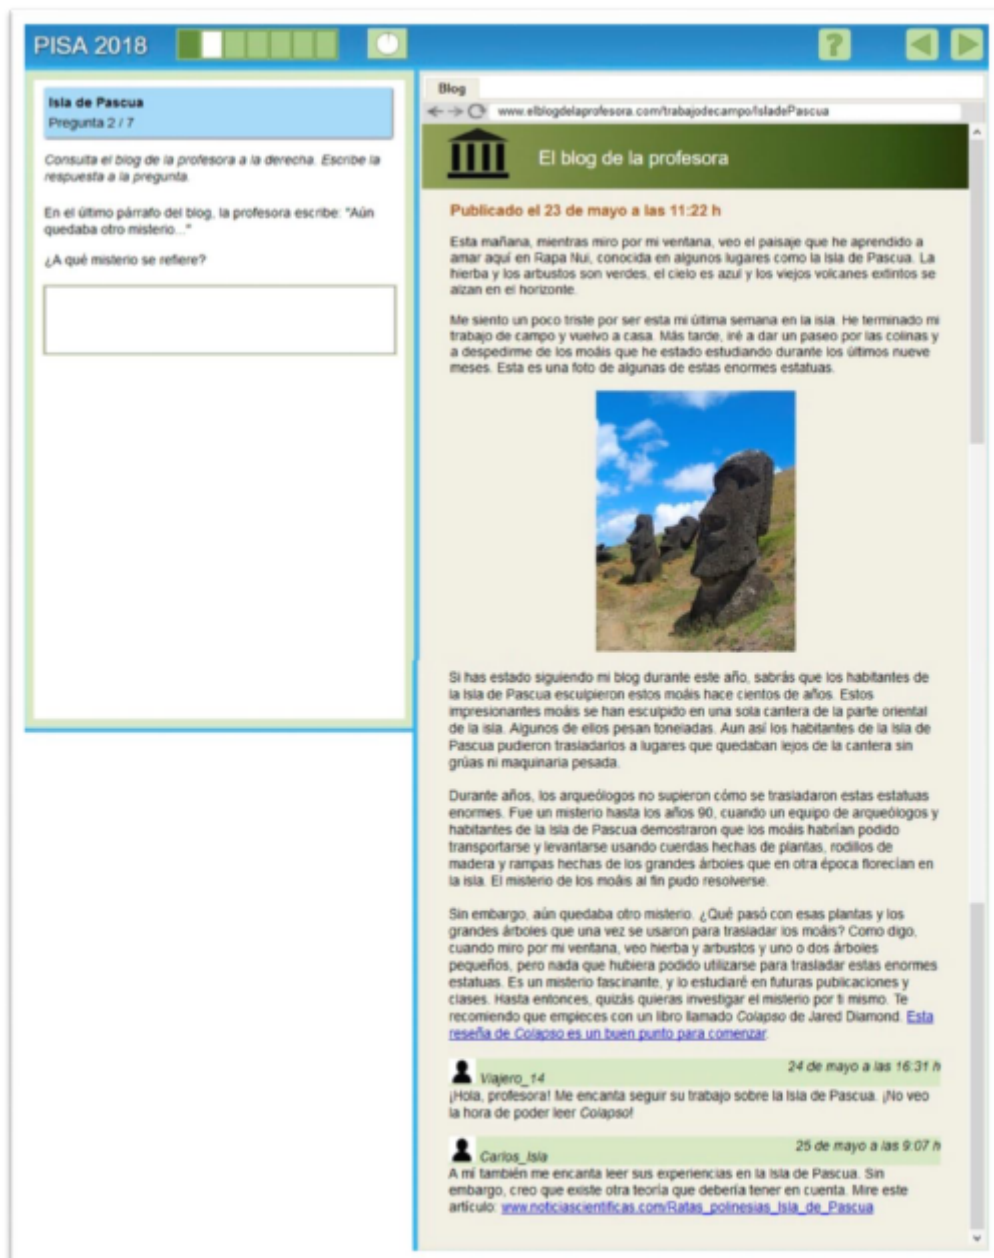 PISA 2018
?
Isla de Pascua
Pregunta 2 / 7
Consulta el blog de la profesora a la derecha. Escribe la
respuesta a la pregunta.
En el último párrafo del blog, la profesora escribe: "Aún
quedaba otro misterio..."
¿A qué misterio se refiere?
Blog
www.elblogdelaprofesora.com/trabajodecampo/IsladePascua
El blog de la profesora
Publicado el 23 de mayo a las 11:22 h
Esta mañana, mientras miro por mi ventana, veo el paisaje que he aprendido a
amar aquí en Rapa Nui, conocida en algunos lugares como la Isla de Pascua. La
hierba y los arbustos son verdes, el cielo es azul y los viejos volcanes extintos se
alzan en el horizonte.
Me siento un poco triste por ser esta mi última semana en la isla. He terminado mi
trabajo de campo y vuelvo a casa. Más tarde, iré a dar un paseo por las colinas y
a despedirme de los moáis que he estado estudiando durante los últimos nueve
meses. Esta es una foto de algunas de estas enormes estatuas.
Si has estado siguiendo mi blog durante este año, sabrás que los habitantes de
la Isla de Pascua esculpieron estos moáis hace cientos de años. Estos
impresionantes moáis se han esculpido en una sola cantera de la parte oriental
de la isla. Algunos de ellos pesan toneladas. Aun así los habitantes de la Isla de
Pascua pudieron trasladarlos a lugares que quedaban lejos de la cantera sin
grúas ni maquinaria pesada.
Durante años, los arqueólogos no supieron cómo se trasladaron estas estatuas
enormes. Fue un misterio hasta los años 90, cuando un equipo de arqueólogos y
habitantes de la Isla de Pascua demostraron que los moáis habrían podido
transportarse y levantarse usando cuerdas hechas de plantas, rodillos de
madera y rampas hechas de los grandes árboles que en otra época florecían en
la isla. El misterio de los moáis al fin pudo resolverse.
Sin embargo, aún quedaba otro misterio. ¿Qué pasó con esas plantas y los
grandes árboles que una vez se usaron para trasladar los moáis? Como digo,
cuando miro por mi ventana, veo hierba y arbustos y uno o dos árboles
pequeños, pero nada que hubiera podido utilizarse para trasladar estas enormes
estatuas. Es un misterio fascinante, y lo estudiaré en futuras publicaciones y
clases. Hasta entonces, quizás quieras investigar el misterio por ti mismo. Te
recomiendo que empieces con un libro llamado Colapso de Jared Diamond. Esta
reseña de Colapso es un buen punto para comenzar.
24 de mayo a las 16:31 h
Viajero_14
¡Hola, profesora! Me encanta seguir su trabajo sobre la Isla de Pascua. ¡No veo
la hora de poder leer Colapso!
25 de mayo a las 9:07 h
Carlos_Isla
A mí también me encanta leer sus experiencias en la Isla de Pascua. Sin
embargo, creo que existe otra teoría que debería tener en cuenta. Mire este
artículo: www.noticiascientificas.com/Ratas_polinesias_Isla_de_Pascua